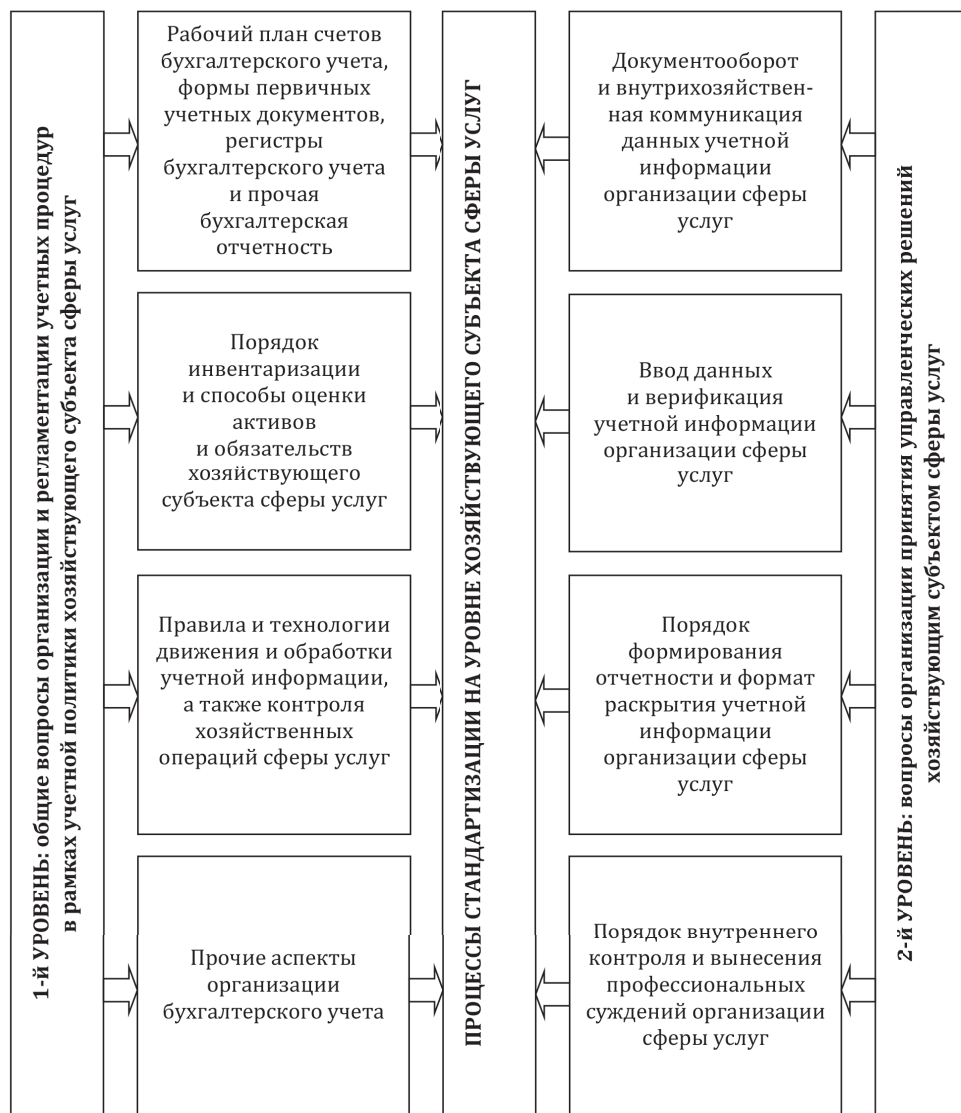 1-й УРОВЕНЬ: общие вопросы организации и регламентации учетных процедур
в рамках учетной политики хозяйствующего субъекта сферы услуг
Рабочий план счетов
бухгалтерского учета,
формы первичных
учетных документов,
регистры
бухгалтерского учета
и прочая
бухгалтерская
отчетность
Порядок
инвентаризации
и способы оценки
активов
и обязательств
хозяйствующего
субъекта сферы услуг
Правила и технологии
движения и обработки
учетной информации,
а также контроля
хозяйственных
операций сферы услуг
Прочие аспекты
организации
бухгалтерского учета
ПРОЦЕССЫ СТАНДАРТИЗАЦИИ НА УРОВНЕ ХОЗЯЙСТВУЮЩЕГО СУБЪЕКТА СФЕРЫ УСЛУГ
Документооборот
и внутрихозяйствен-
ная коммуникация
данных учетной
информации
организации сферы
услуг
Ввод данных
и верификация
учетной информации
организации сферы
услуг
Порядок
формирования
отчетности и формат
раскрытия учетной
информации
организации сферы
услуг
Порядок внутреннего
контроля и вынесения
профессиональных
суждений организации
сферы услуг
2-й УРОВЕНЬ: вопросы организации принятия управленческих решений
хозяйствующим субъектом сферы услуг